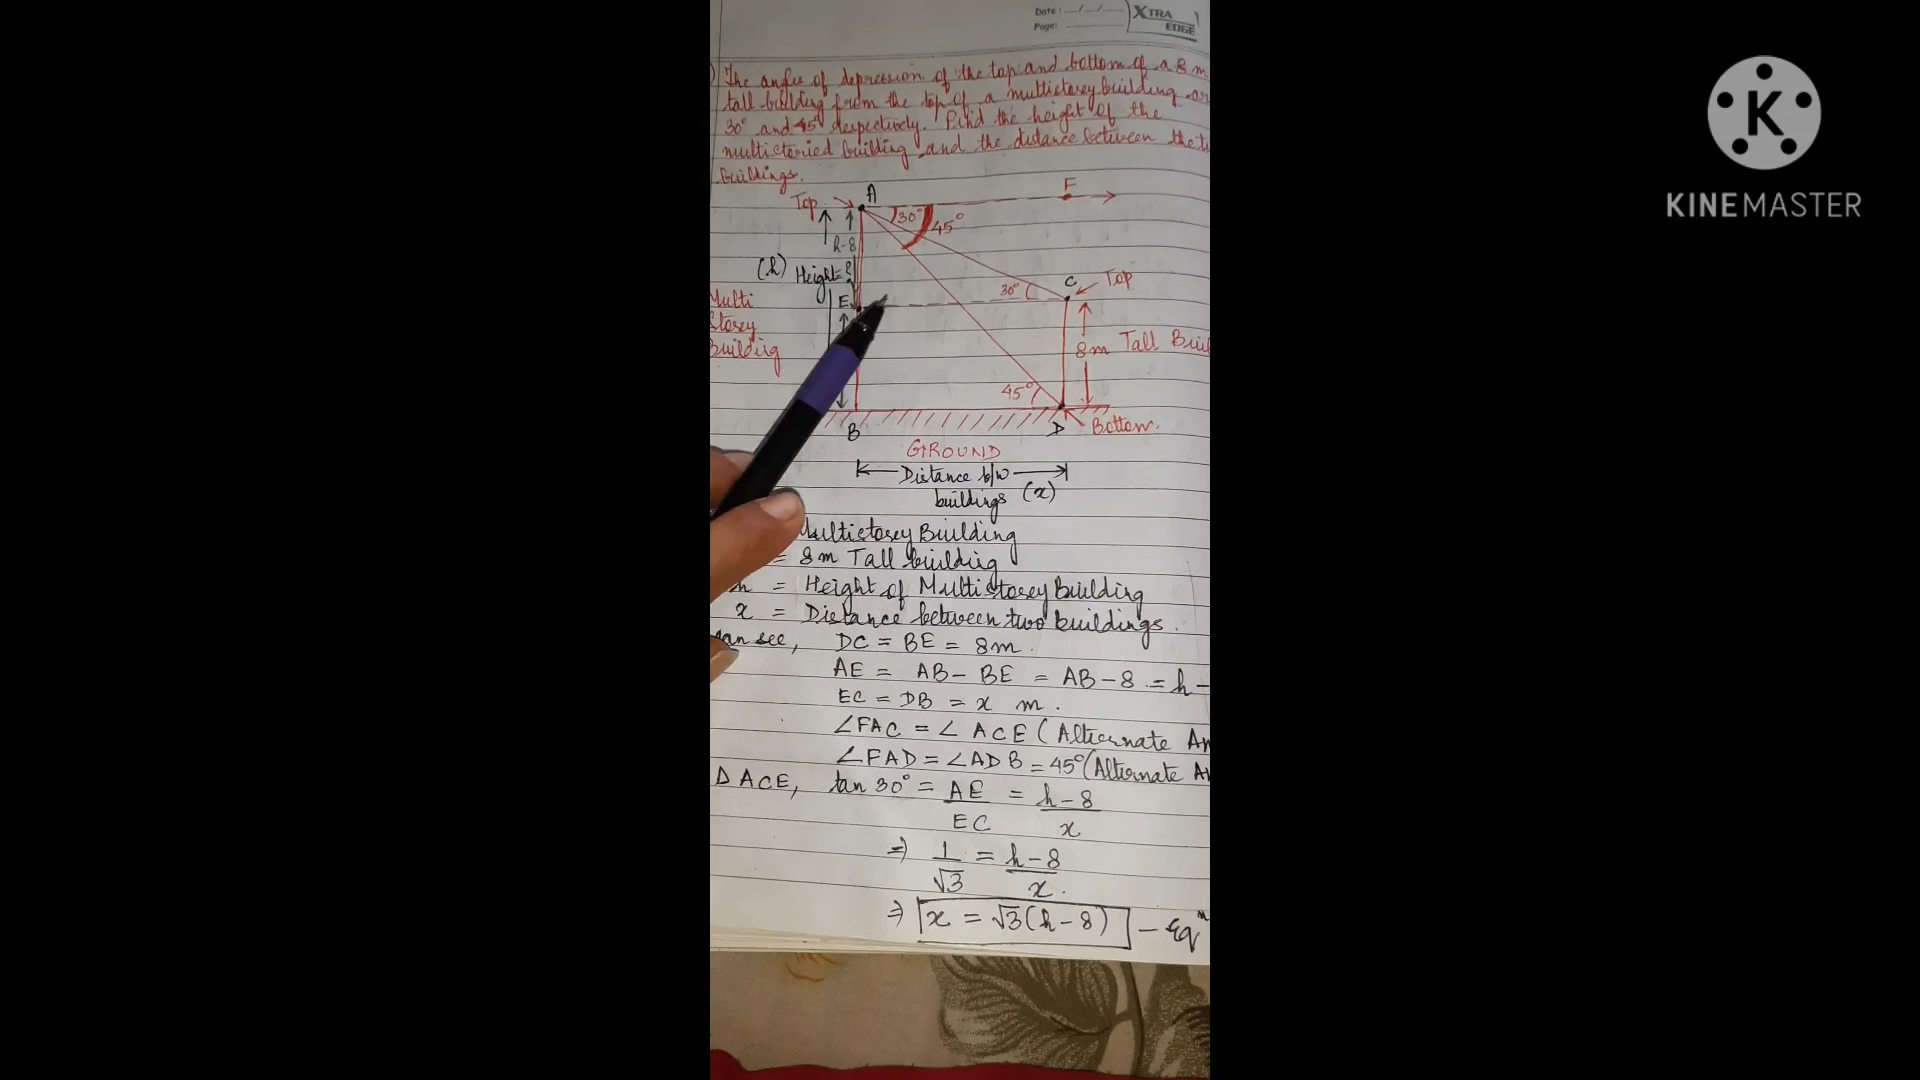 Date : __/__/__
Page:
XTRA
EDGE
) The angle of depression of the top and bottom of a 8 m
tall building from the top of a multistorey building
30° and 45° respectively. Find the height of the
multistoried building and the distance between the
buildings.
Top
A
F
30°
45°
h-8
(h)
Height=?
Multi
Storey
Building
E
30°
C
Top
8m
Tall
45°
B
D
Bottom.
GROUND
Distance b/w
buildings (x)
Multistorey Building
= 8m Tall building
= Height of Multistorey Building
x = Distance between two buildings.
see, DC = BE = 8m.
AE = AB - BE = AB - 8 = h -
EC = DB = x m.
∠FAC = ∠ACE (Alternate
∠FAD = ∠ADB = 45° (Alternate
Δ ACE, tan 30° = AE/EC = h-8/x
⇒ 1/√3 = h-8/x.
⇒ x = √3(h-8) - Eqⁿ
K
KINEMASTER